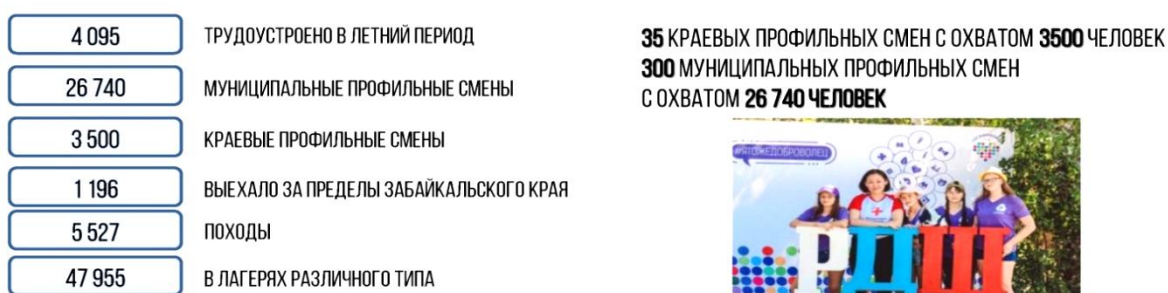 4 095
ТРУДОУСТРОЕНО В ЛЕТНИЙ ПЕРИОД
26 740
МУНИЦИПАЛЬНЫЕ ПРОФИЛЬНЫЕ СМЕНЫ
3 500
КРАЕВЫЕ ПРОФИЛЬНЫЕ СМЕНЫ
1 196
ВЫЕХАЛО ЗА ПРЕДЕЛЫ ЗАБАЙКАЛЬСКОГО КРАЯ
5 527
ПОХОДЫ
47 955
В ЛАГЕРЯХ РАЗЛИЧНОГО ТИПА
35 КРАЕВЫХ ПРОФИЛЬНЫХ СМЕН С ОХВАТОМ 3500 ЧЕЛОВЕК
300 МУНИЦИПАЛЬНЫХ ПРОФИЛЬНЫХ СМЕН
С ОХВАТОМ 26 740 ЧЕЛОВЕК
#ЯТОЖЕДОБРОВОЛЕЦ
РДШ